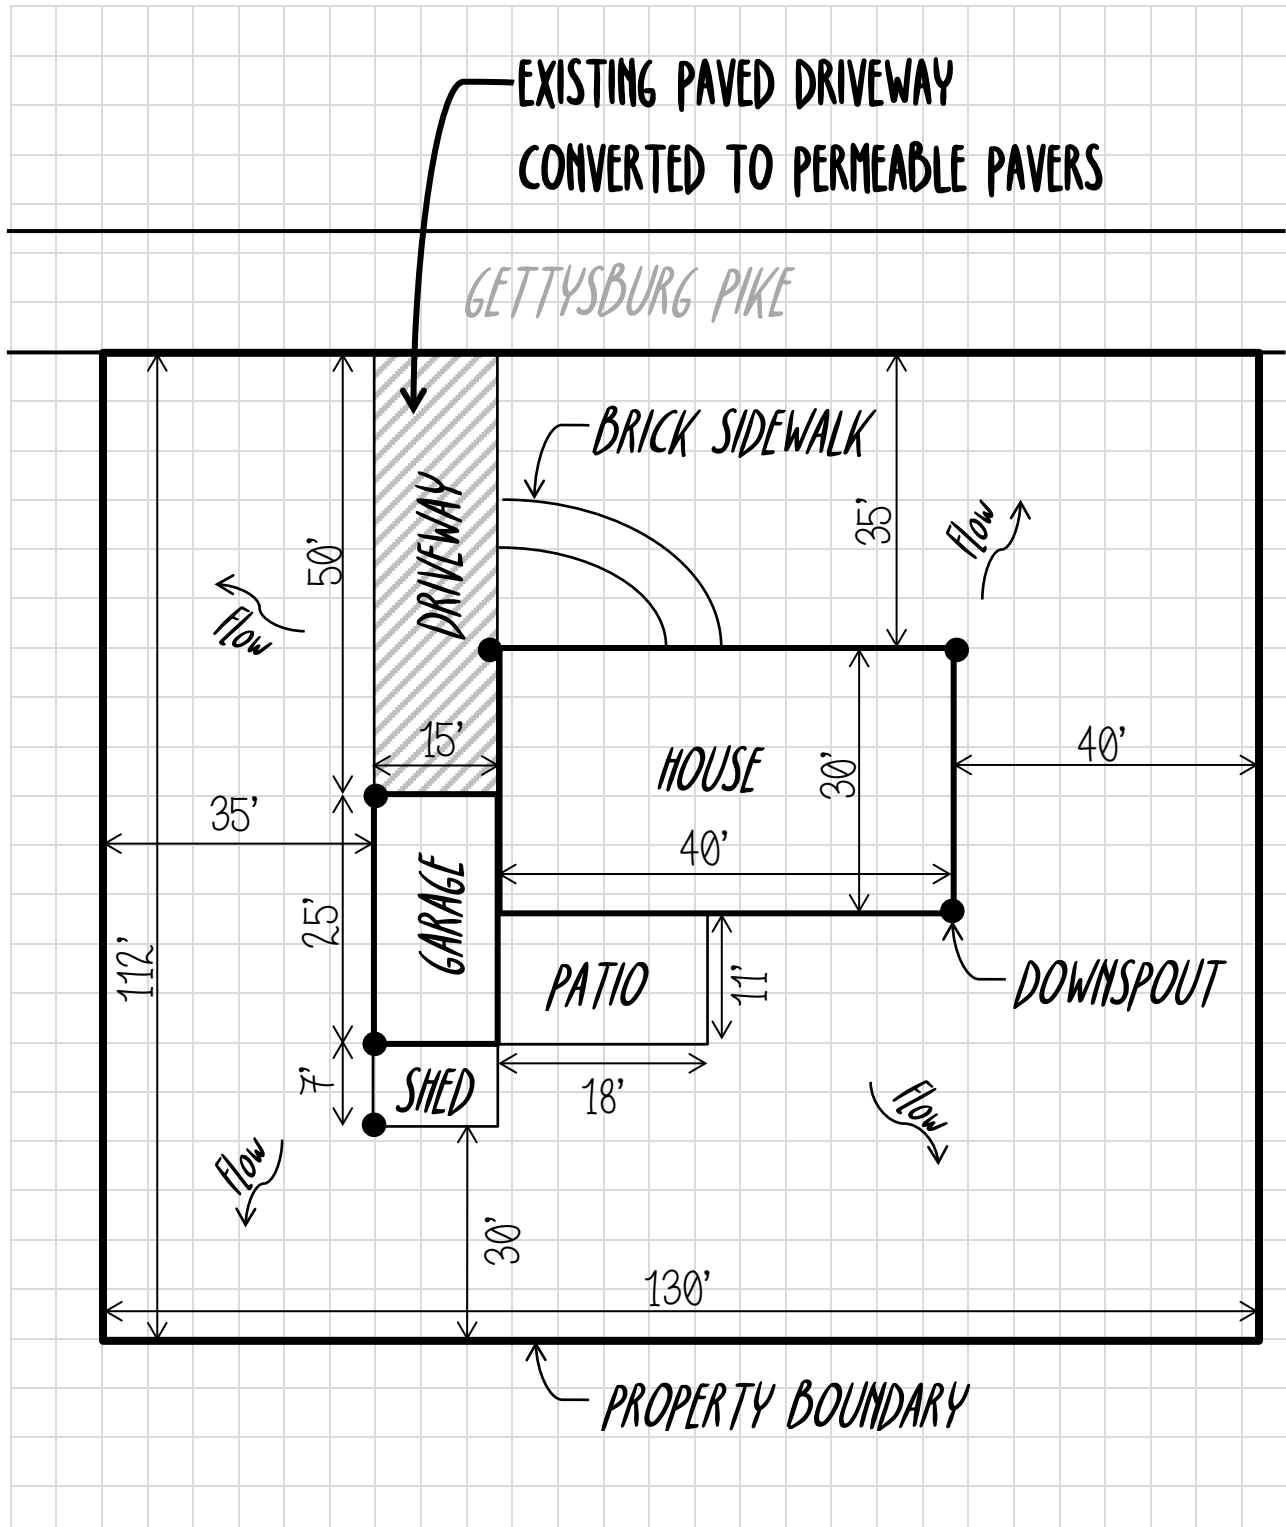 EXISTING PAVED DRIVEWAY
CONVERTED TO PERMEABLE PAVERS
GETTYSBURG PIKE
BRICK SIDEWALK
35'
Flow
DRIVEWAY
50'
Flow
15'
HOUSE
30'
40'
40'
35'
GARAGE
25'
112'
PATIO
11'
DOWNSPOUT
7'
SHED
18'
Flow
Flow
30'
130'
PROPERTY BOUNDARY